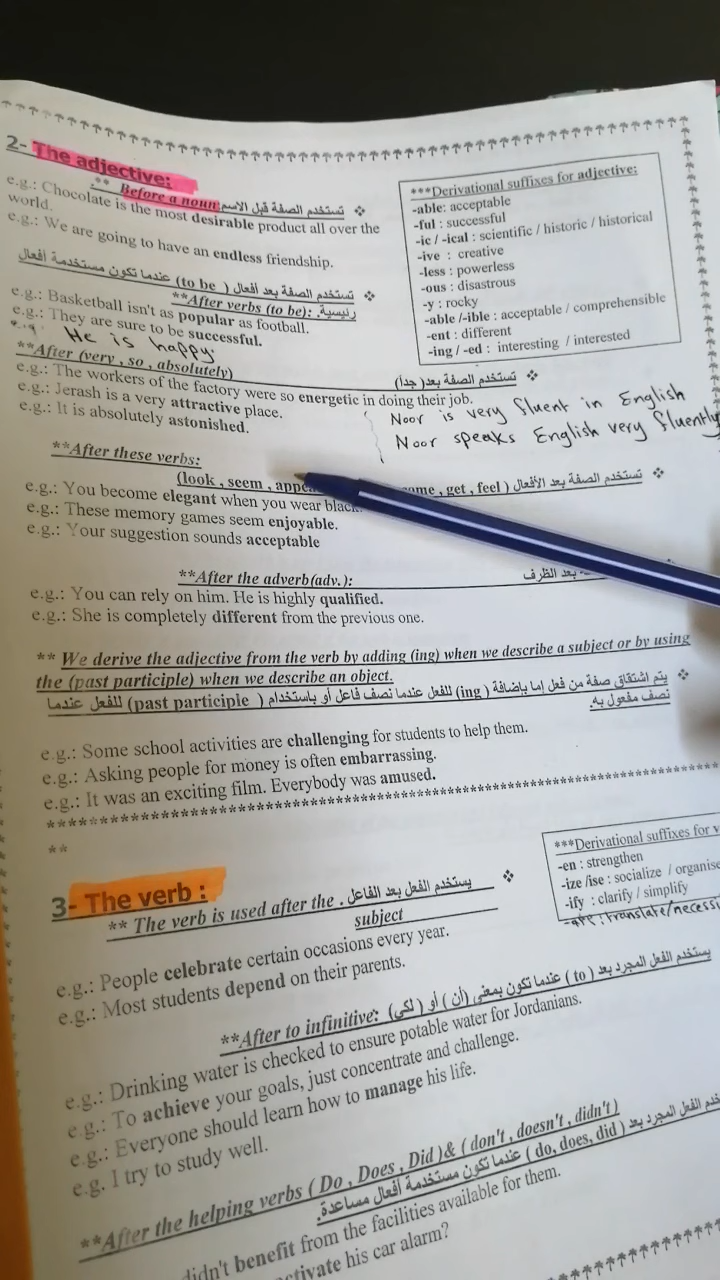 2- The adjective:
** Before a noun: تستخدم الصفة قبل الاسم
e.g.: Chocolate is the most desirable product all over the
world.
e.g.: We are going to have an endless friendship.
تستخدم الصفة بعد أفعال (to be ) عندما تكون مستخدمة أفعال
**After verbs (to be): رئيسية.
e.g.: Basketball isn't as popular as football.
e.g.: They are sure to be successful.
e.g. He is happy.
***Derivational suffixes for adjective:
-able: acceptable
-ful : successful
-ic / -ical : scientific / historic / historical
-ive : creative
-less : powerless
-ous : disastrous
-y : rocky
-able /-ible : acceptable / comprehensible
-ent : different
-ing / -ed : interesting / interested
**After (very , so , absolutely) تستخدم الصفة بعد( جداً)
e.g.: The workers of the factory were so energetic in doing their job.
e.g.: Jerash is a very attractive place.
e.g.: It is absolutely astonished.
Noor is very fluent in English
Noor speaks English very fluently
**After these verbs:
(look , seem , appe ome , get , feel ) تستخدم الصفة بعد الأفعال
e.g.: You become elegant when you wear black.
e.g.: These memory games seem enjoyable.
e.g.: Your suggestion sounds acceptable
**After the adverb(adv.): بعد الظرف
e.g.: You can rely on him. He is highly qualified.
e.g.: She is completely different from the previous one.
** We derive the adjective from the verb by adding (ing) when we describe a subject or by using
the (past participle) when we describe an object.
يتم اشتقاق صفة من فعل إما بإضافة (ing ) للفعل عندما نصف فاعل أو باستخدام ( past participle) للفعل عندما
نصف مفعول به.
e.g.: Some school activities are challenging for students to help them.
e.g.: Asking people for money is often embarrassing.
e.g.: It was an exciting film. Everybody was amused.
**
3- The verb :
** The verb is used after the يستخدم الفعل بعد الفاعل .
subject
***Derivational suffixes for v
-en : strengthen
-ize /ise : socialize / organise
-ify : clarify / simplify
-ate : translate/necessi
e.g.: People celebrate certain occasions every year.
e.g.: Most students depend on their parents.
**After to infinitive: يستخدم الفعل المجرد بعد ( to ) عندما تكون بمعنى (أن ) أو ( لكي)
e.g.: Drinking water is checked to ensure potable water for Jordanians.
e.g.: To achieve your goals, just concentrate and challenge.
e.g.: Everyone should learn how to manage his life.
e.g. I try to study well.
**After the helping verbs ( Do , Does , Did )& ( don't , doesn't , didn't )
الفعل المجرد بعد ( do, does, did ) عندما تكون مستخدمة أفعال مساعدة.
didn't benefit from the facilities available for them.
ctivate his car alarm?